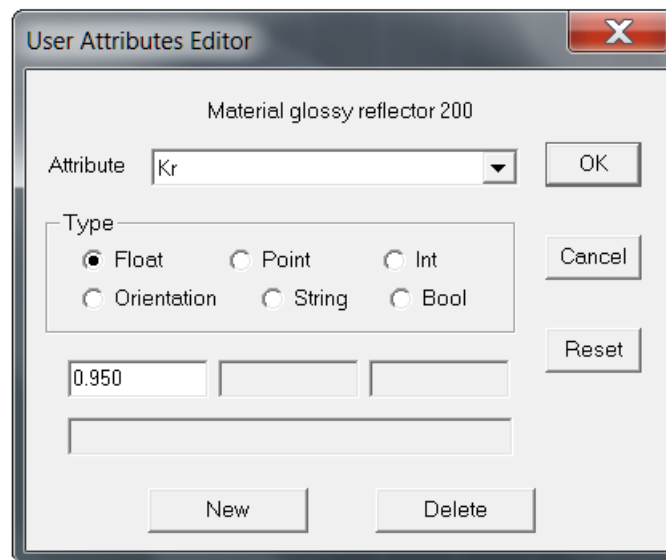 User Attributes Editor
Material glossy reflector 200
Attribute Kr OK
Type
Float Point Int
Cancel
Orientation String Bool
Reset
0.950
New Delete